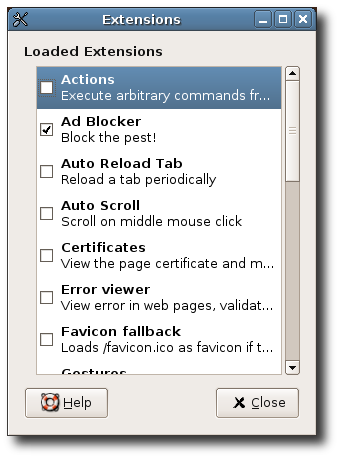 Extensions
Loaded Extensions
Actions
Execute arbitrary commands fr...
Ad Blocker
Block the pest!
Auto Reload Tab
Reload a tab periodically
Auto Scroll
Scroll on middle mouse click
Certificates
View the page certificate and m...
Error viewer
View error in web pages, validat...
Favicon fallback
Loads /favicon.ico as favicon if t...
Gestures
Help
Close